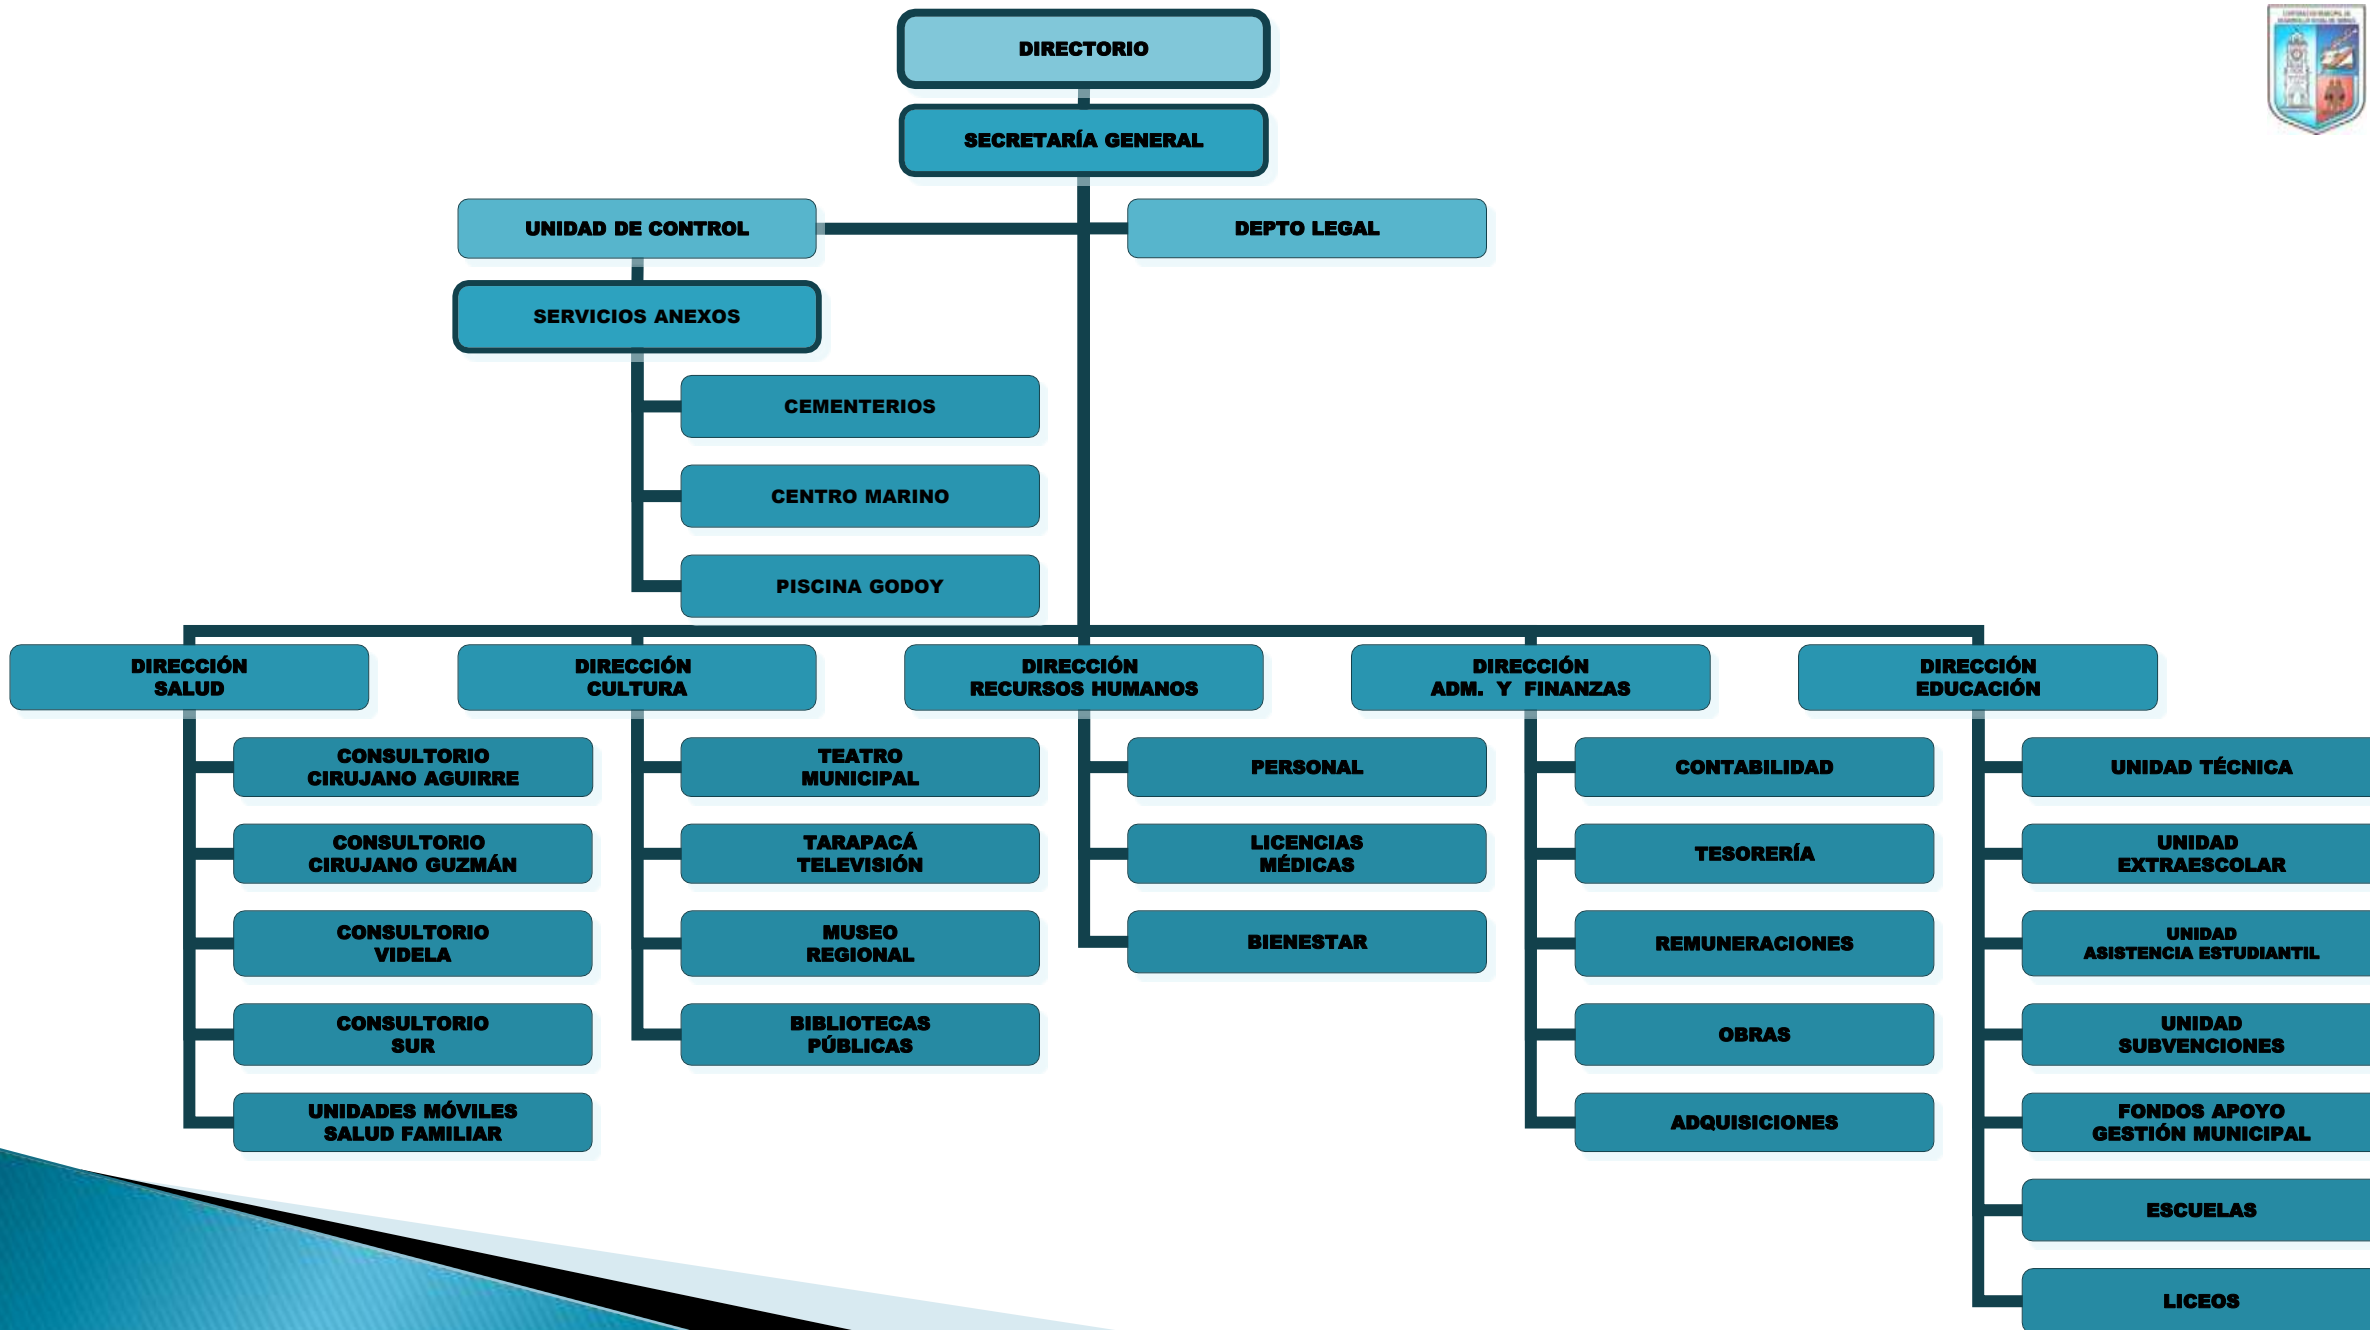 DIRECTORIO
SECRETARÍA GENERAL
UNIDAD DE CONTROL
DEPTO LEGAL
SERVICIOS ANEXOS
CEMENTERIOS
CENTRO MARINO
PISCINA GODOY
DIRECCIÓN
SALUD
CONSULTORIO
CIRUJANO AGUIRRE
CONSULTORIO
CIRUJANO GUZMÁN
CONSULTORIO
VIDELA
CONSULTORIO
SUR
UNIDADES MÓVILES
SALUD FAMILIAR
DIRECCIÓN
CULTURA
TEATRO
MUNICIPAL
TARAPACÁ
TELEVISIÓN
MUSEO
REGIONAL
BIBLIOTECAS
PÚBLICAS
DIRECCIÓN
RECURSOS HUMANOS
PERSONAL
LICENCIAS
MÉDICAS
BIENESTAR
DIRECCIÓN
ADM. Y FINANZAS
CONTABILIDAD
TESORERÍA
REMUNERACIONES
OBRAS
ADQUISICIONES
DIRECCIÓN
EDUCACIÓN
UNIDAD TÉCNICA
UNIDAD
EXTRAESCOLAR
UNIDAD
ASISTENCIA ESTUDIANTIL
UNIDAD
SUBVENCIONES
FONDOS APOYO
GESTIÓN MUNICIPAL
ESCUELAS
LICEOS